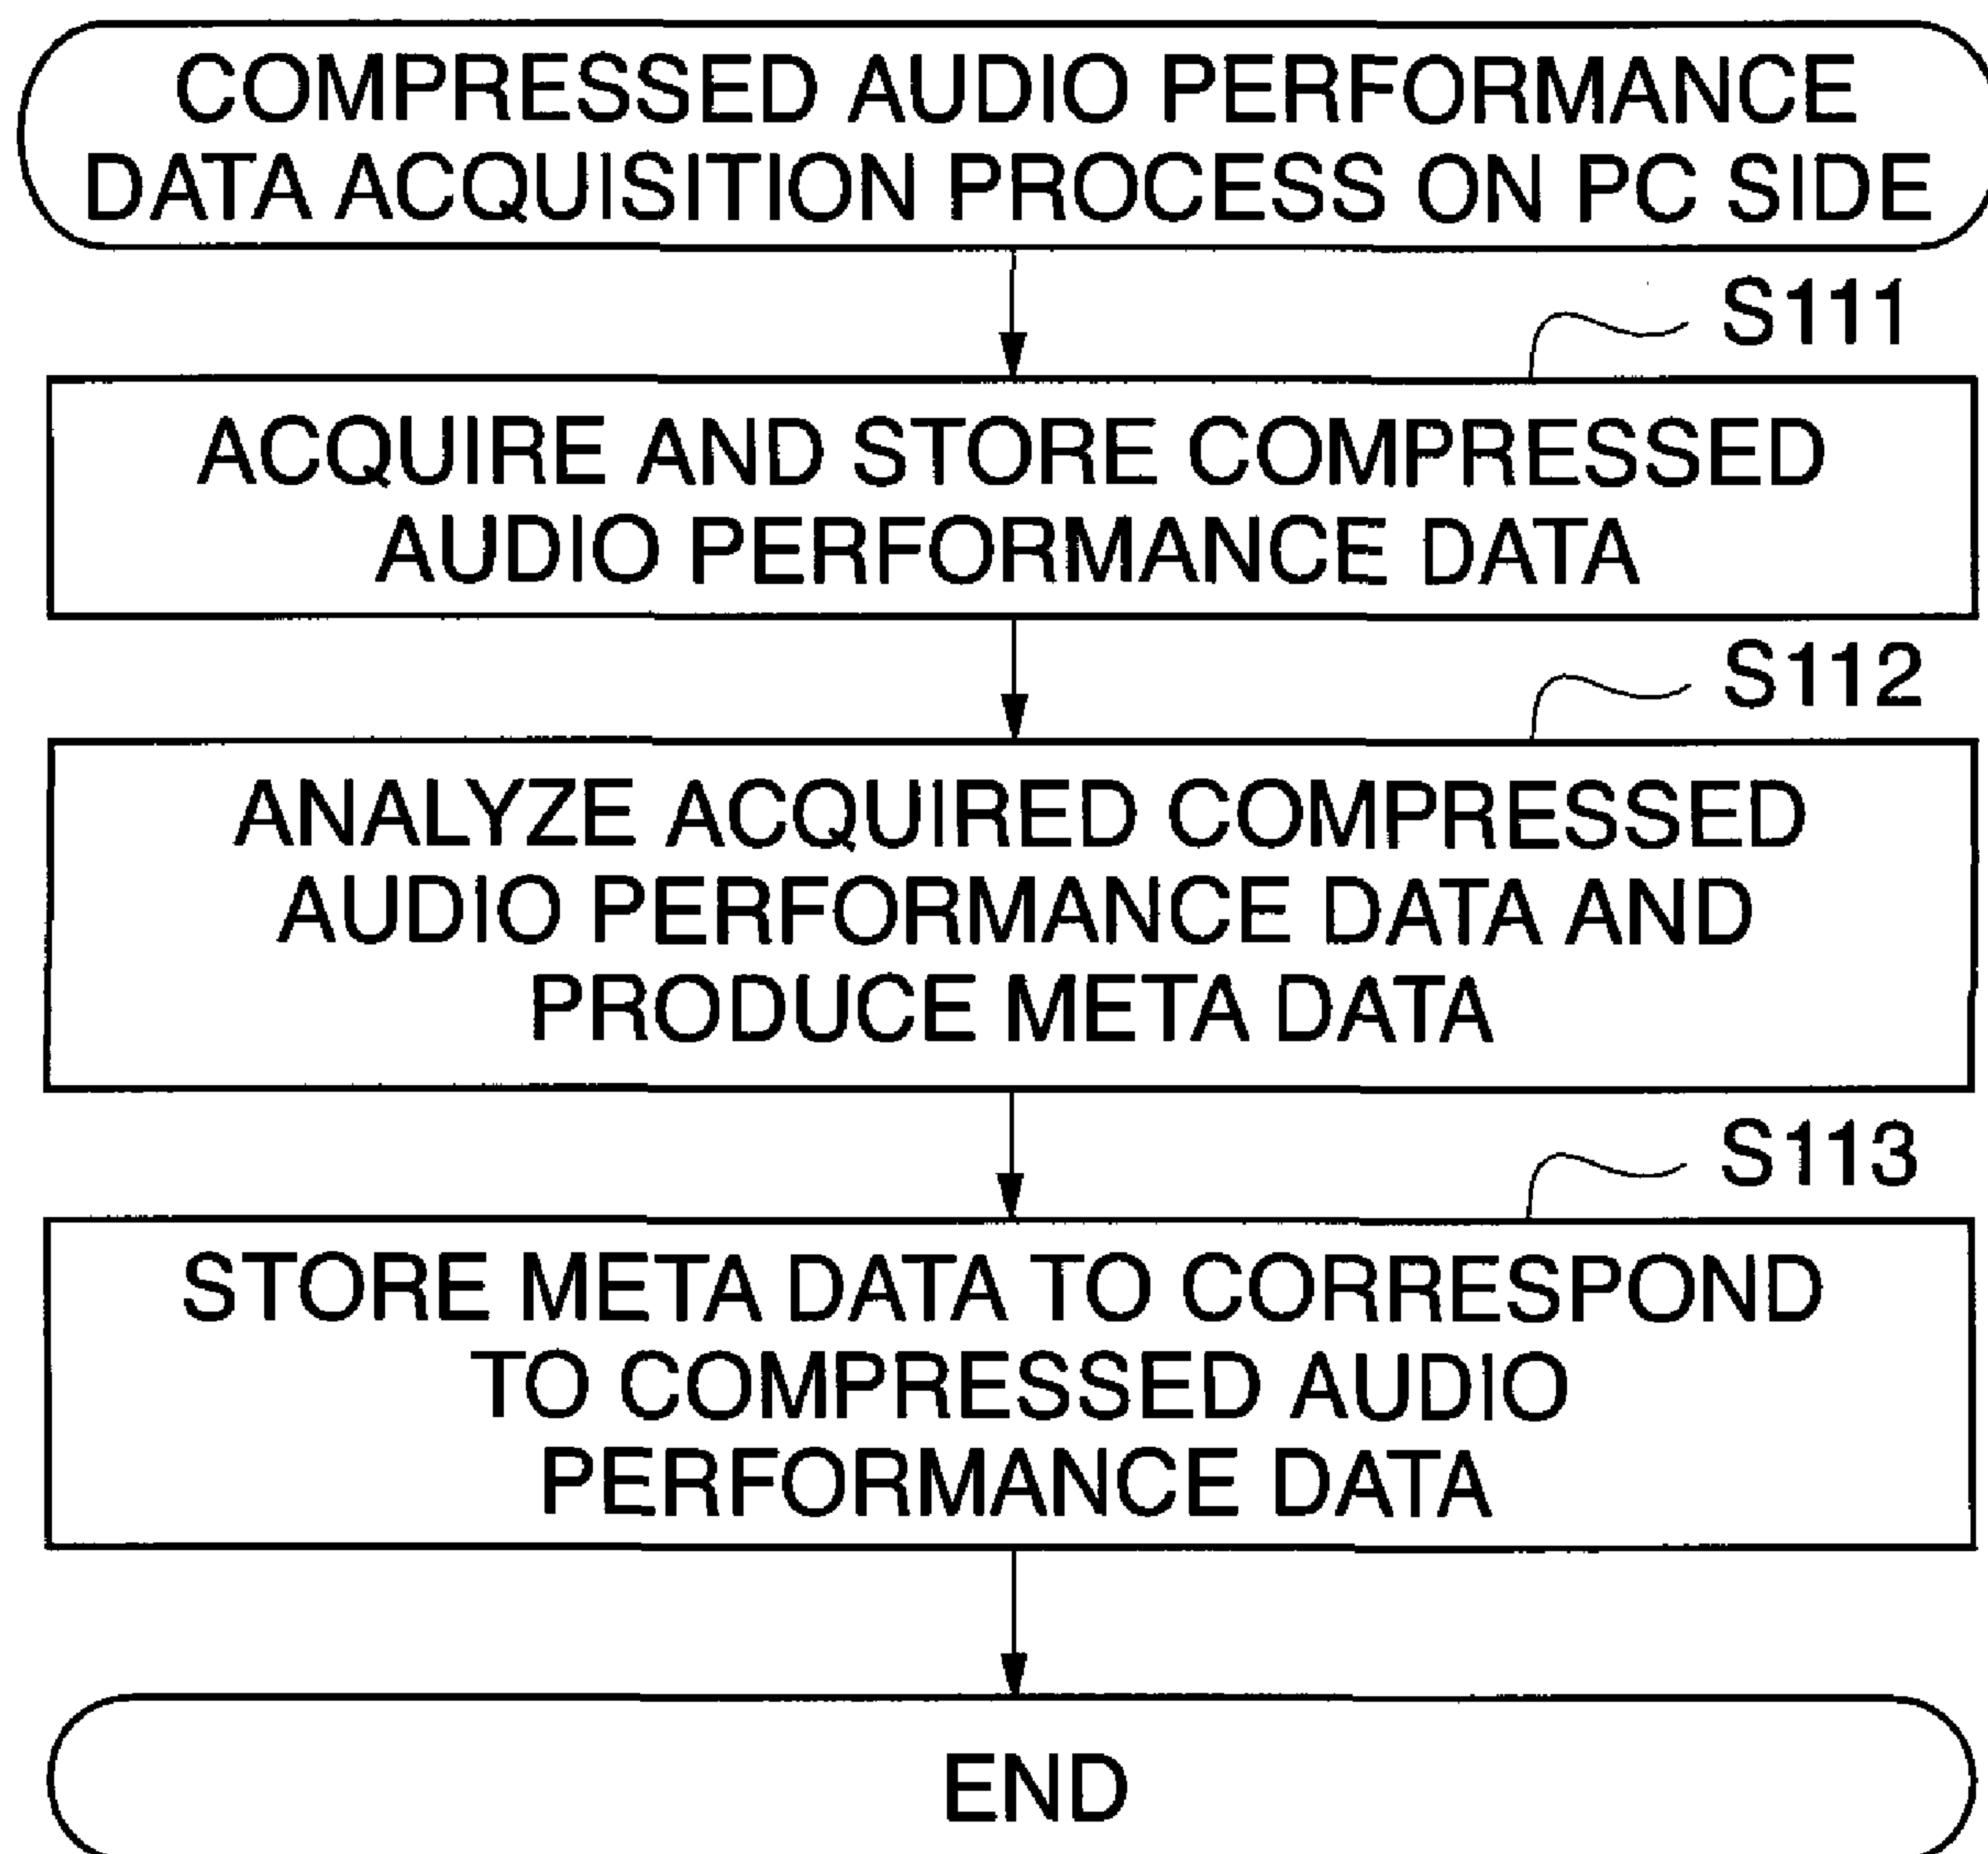 COMPRESSED AUDIO PERFORMANCE
DATA ACQUISITION PROCESS ON PC SIDE
S111
ACQUIRE AND STORE COMPRESSED
AUDIO PERFORMANCE DATA
S112
ANALYZE ACQUIRED COMPRESSED
AUDIO PERFORMANCE DATA AND
PRODUCE META DATA
S113
STORE META DATA TO CORRESPOND
TO COMPRESSED AUDIO
PERFORMANCE DATA
END